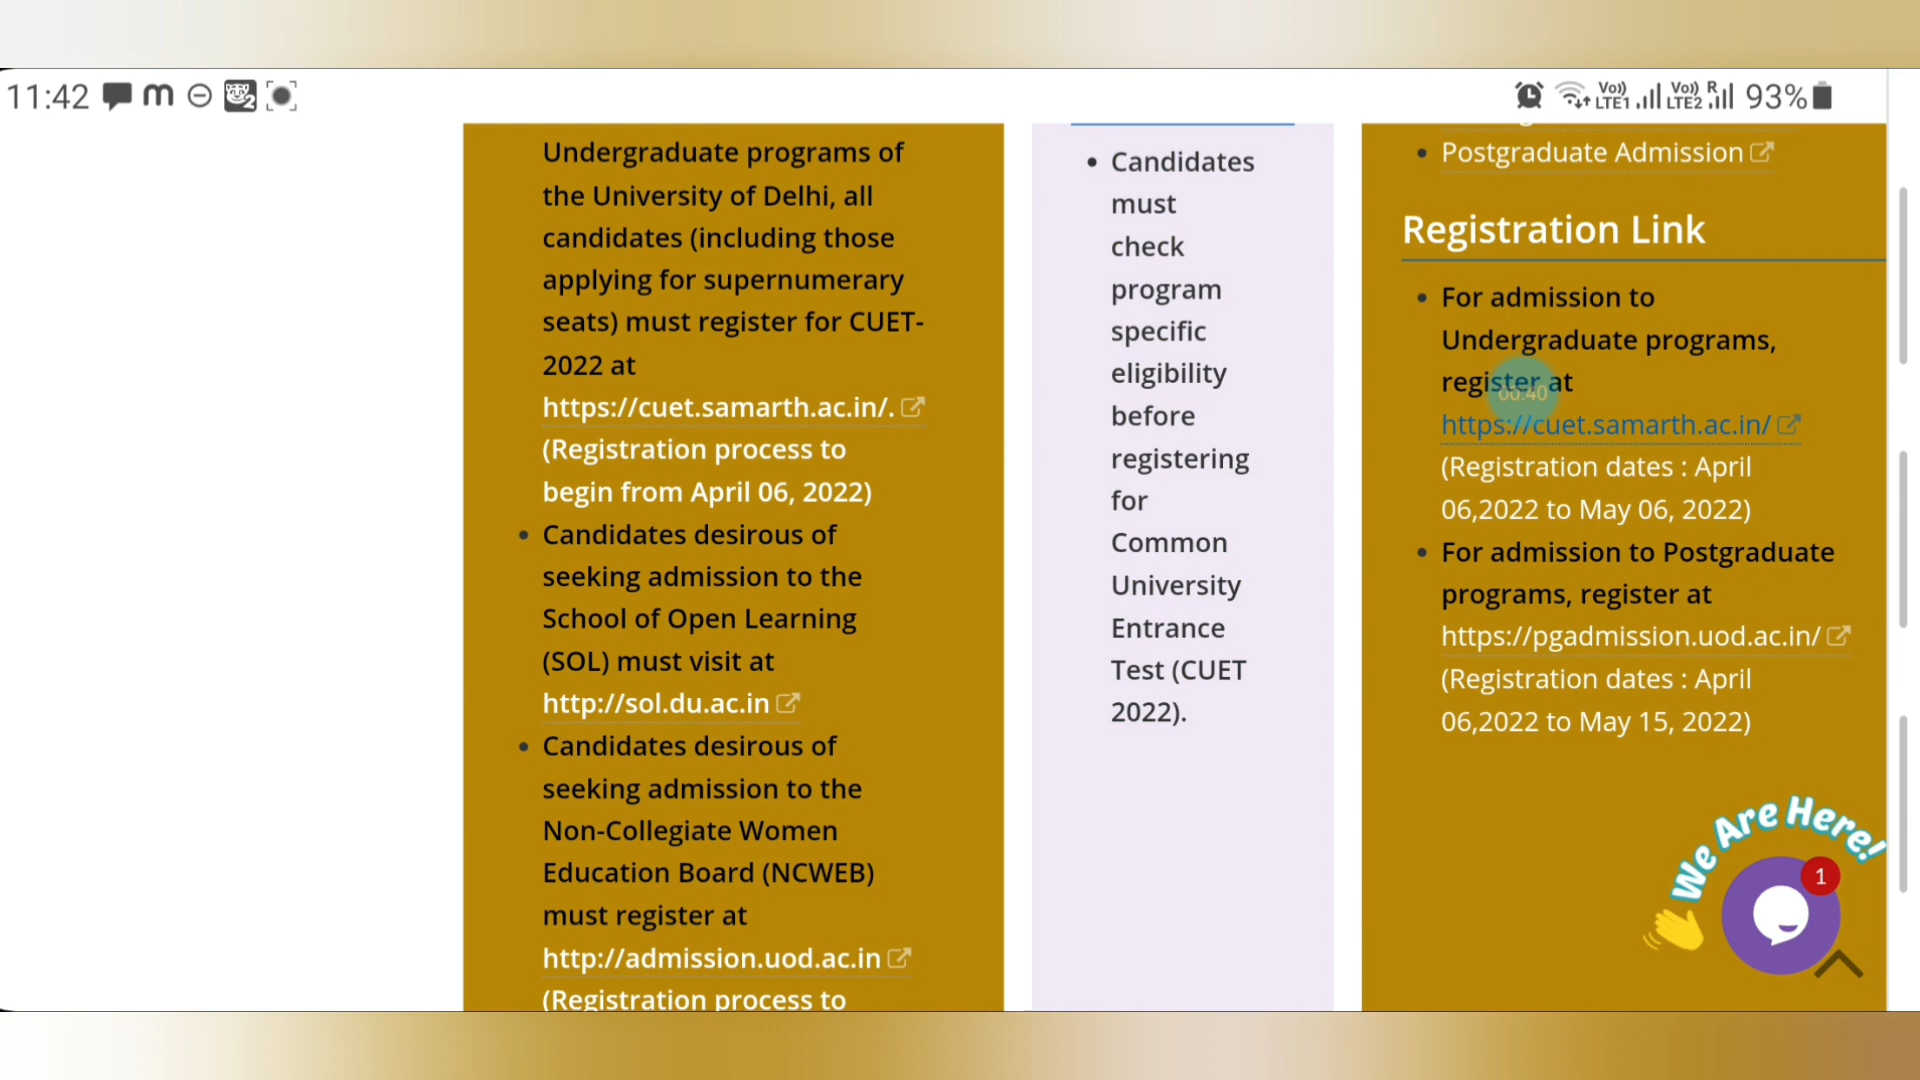 11:42
Vo)) LTE1 Vo)) LTE2 R 93%
Undergraduate programs of
the University of Delhi, all
candidates (including those
applying for supernumerary
seats) must register for CUET-
2022 at
https://cuet.samarth.ac.in/.
(Registration process to
begin from April 06, 2022)
• Candidates desirous of
seeking admission to the
School of Open Learning
(SOL) must visit at
http://sol.du.ac.in
• Candidates desirous of
seeking admission to the
Non-Collegiate Women
Education Board (NCWEB)
must register at
http://admission.uod.ac.in
(Registration process to
• Candidates
must
check
program
specific
eligibility
before
registering
for
Common
University
Entrance
Test (CUET
2022).
• Postgraduate Admission
Registration Link
• For admission to
Undergraduate programs,
register at
00:40
https://cuet.samarth.ac.in/
(Registration dates : April
06,2022 to May 06, 2022)
• For admission to Postgraduate
programs, register at
https://pgadmission.uod.ac.in/
(Registration dates : April
06,2022 to May 15, 2022)
We Are Here!
1